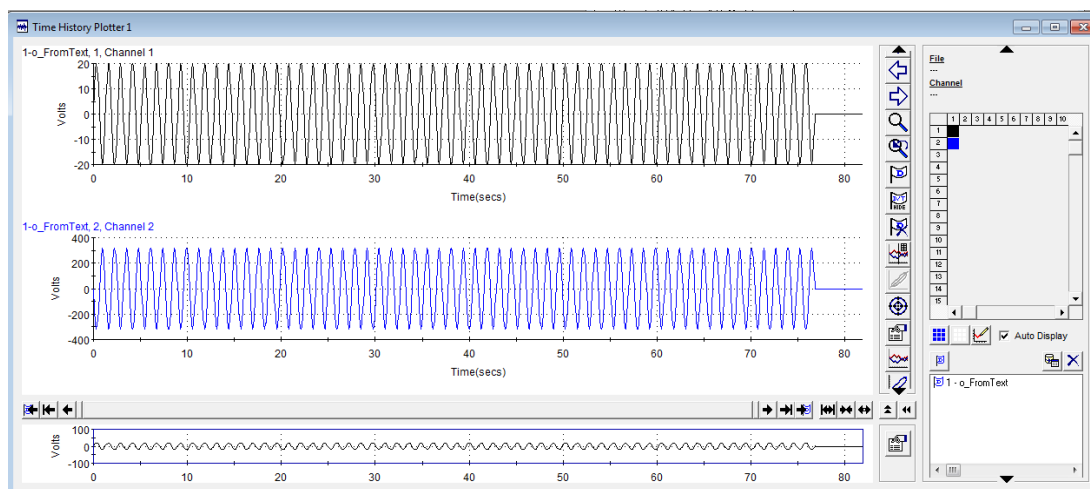 Time History Plotter 1
1-o_FromText, 1, Channel 1
20
10
0
-10
-20
Volts
0 10 20 30 40 50 60 70 80
Time(secs)
1-o_FromText, 2, Channel 2
400
200
0
-200
-400
Volts
0 10 20 30 40 50 60 70 80
Time(secs)
100
0
-100
Volts
0 10 20 30 40 50 60 70 80
HIDE
File
---
Channel
---
1 2 3 4 5 6 7 8 9 10
1
2
3
4
5
6
7
8
9
10
11
12
13
14
15
Auto Display
1 - o_FromText